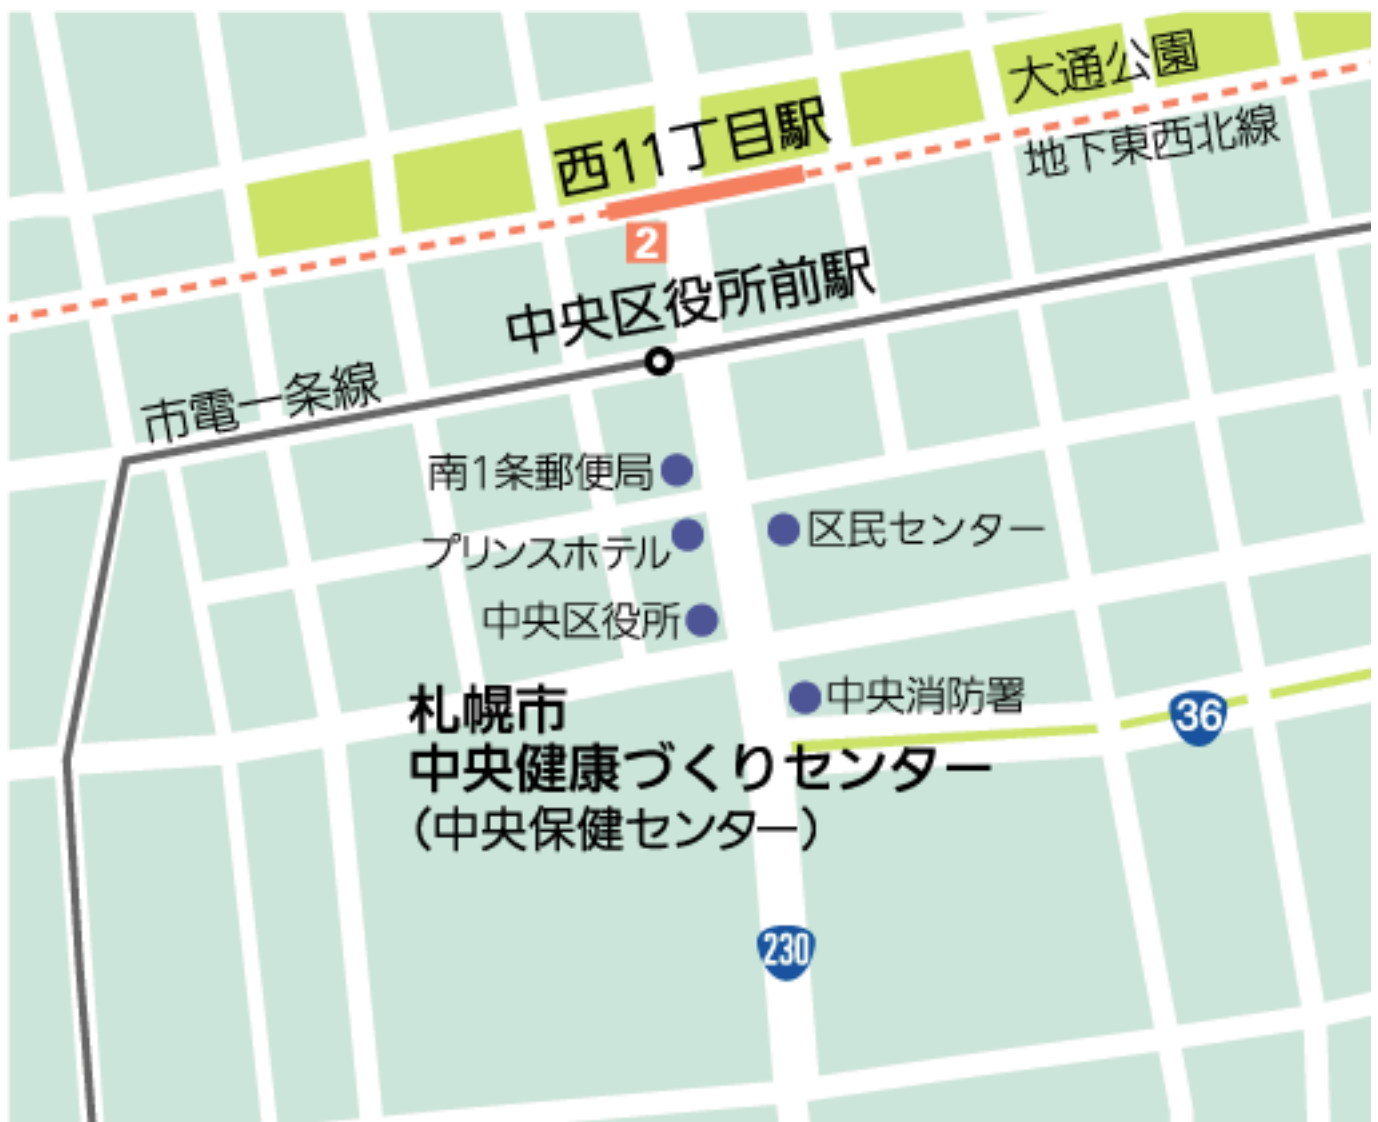 大通公園
西11丁目駅
地下東西北線
2
中央区役所前駅
市電一条線
南1条郵便局
区民センター
プリンスホテル
中央区役所
中央消防署
36
札幌市
中央健康づくりセンター
（中央保健センター）
230